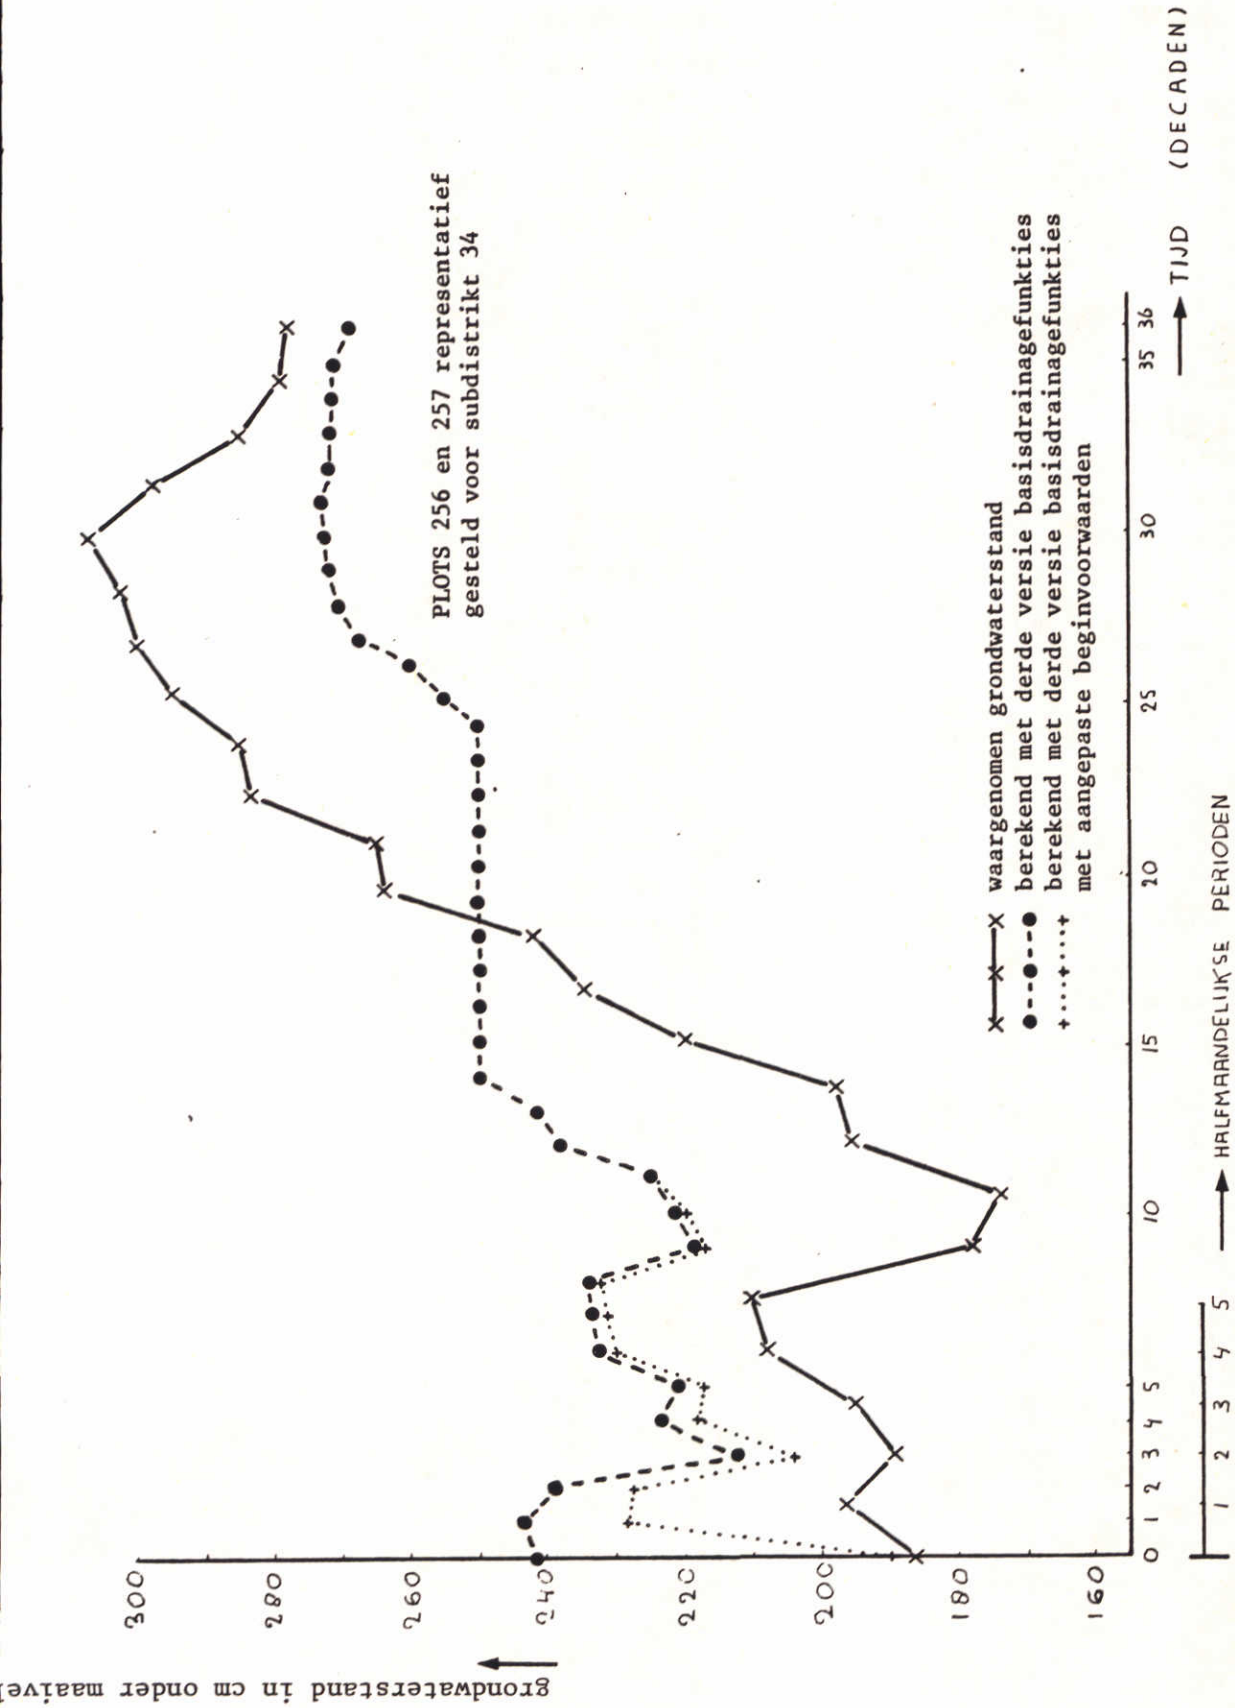 PLOTS 256 en 257 representatief
gesteld voor subdistrikt 34
waargenomen grondwaterstand
berekend met derde versie basisdrainagefunkties
berekend met derde versie basisdrainagefunkties
met aangepaste beginvoorwaarden
grondwaterstand in cm onder
300
280
260
240
220
200
180
160
0 1 2 3 4 5 10 15 20 25 30 35 36
TIJD (DECADEN)
1 2 3 4 5
HALFMAANDELIJKSE PERIODEN